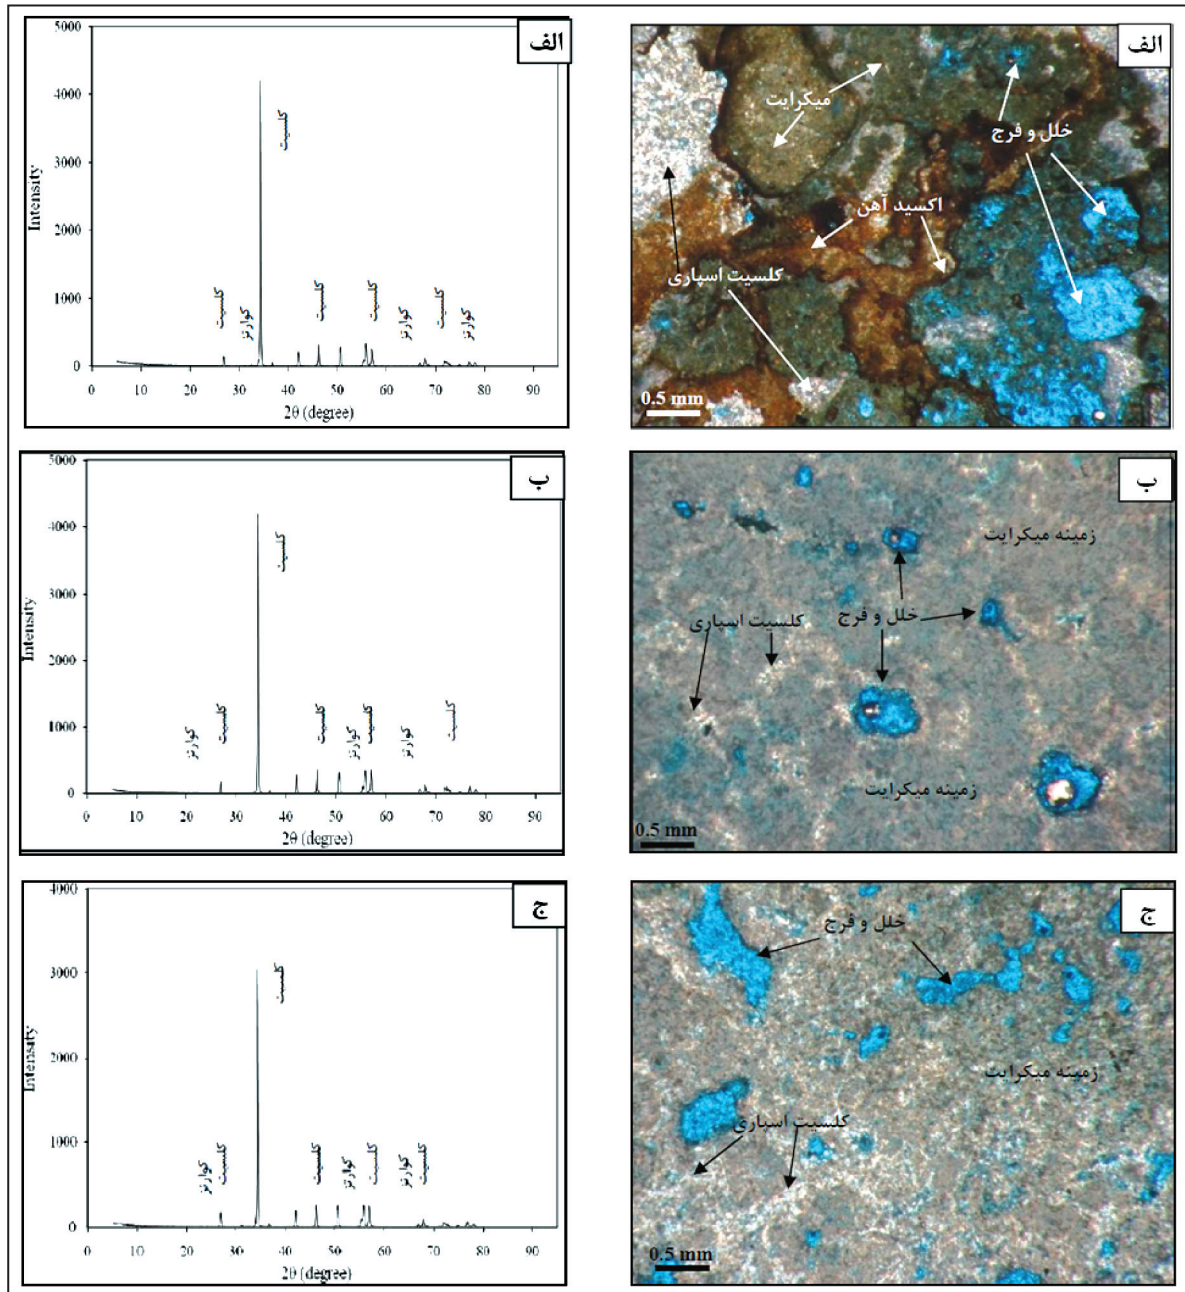 الف
5000
4000
3000
2000
1000
0
Intensity
کلسیت
کلسیت
کوارتز
کلسیت
کلسیت
کوارتز
کلسیت
کوارتز
0 10 20 30 40 50 60 70 80 90
2θ (degree)
الف
میکرایت
خلل و فرج
اکسید آهن
کلسیت اسپاری
0.5 mm
ب
5000
4000
3000
2000
1000
0
Intensity
کلسیت
کوارتز
کلسیت
کلسیت
کوارتز
کلسیت
کوارتز
کلسیت
0 10 20 30 40 50 60 70 80 90
2θ (degree)
ب
زمینه میکرایت
خلل و فرج
کلسیت اسپاری
زمینه میکرایت
0.5 mm
ج
4000
3000
2000
1000
0
Intensity
کلسیت
کوارتز
کلسیت
کلسیت
کوارتز
کلسیت
کوارتز
کلسیت
0 10 20 30 40 50 60 70 80 90
2θ (degree)
ج
خلل و فرج
زمینه میکرایت
کلسیت اسپاری
0.5 mm